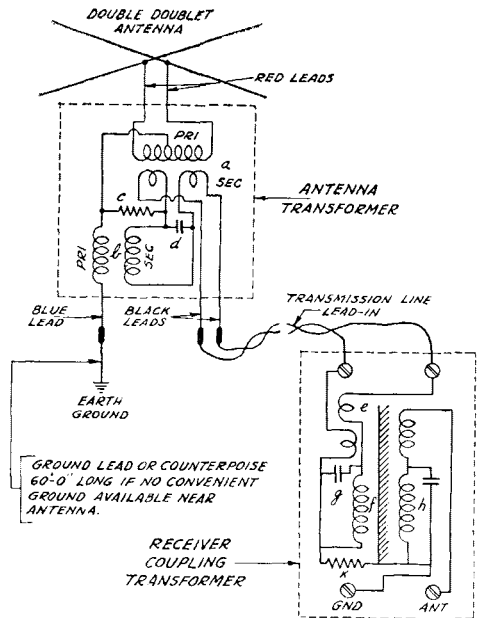 DOUBLE DOUBLET
ANTENNA
RED LEADS
PRI
a
SEC
c
d
ANTENNA
TRANSFORMER
PRI
b
SEC
BLUE
LEAD
BLACK
LEADS
TRANSMISSION LINE
LEAD-IN
EARTH
GROUND
e
GROUND LEAD OR COUNTERPOISE
60'-0" LONG IF NO CONVENIENT
GROUND AVAILABLE NEAR
ANTENNA.
g
f
h
RECEIVER
COUPLING
TRANSFORMER
K
GND
ANT